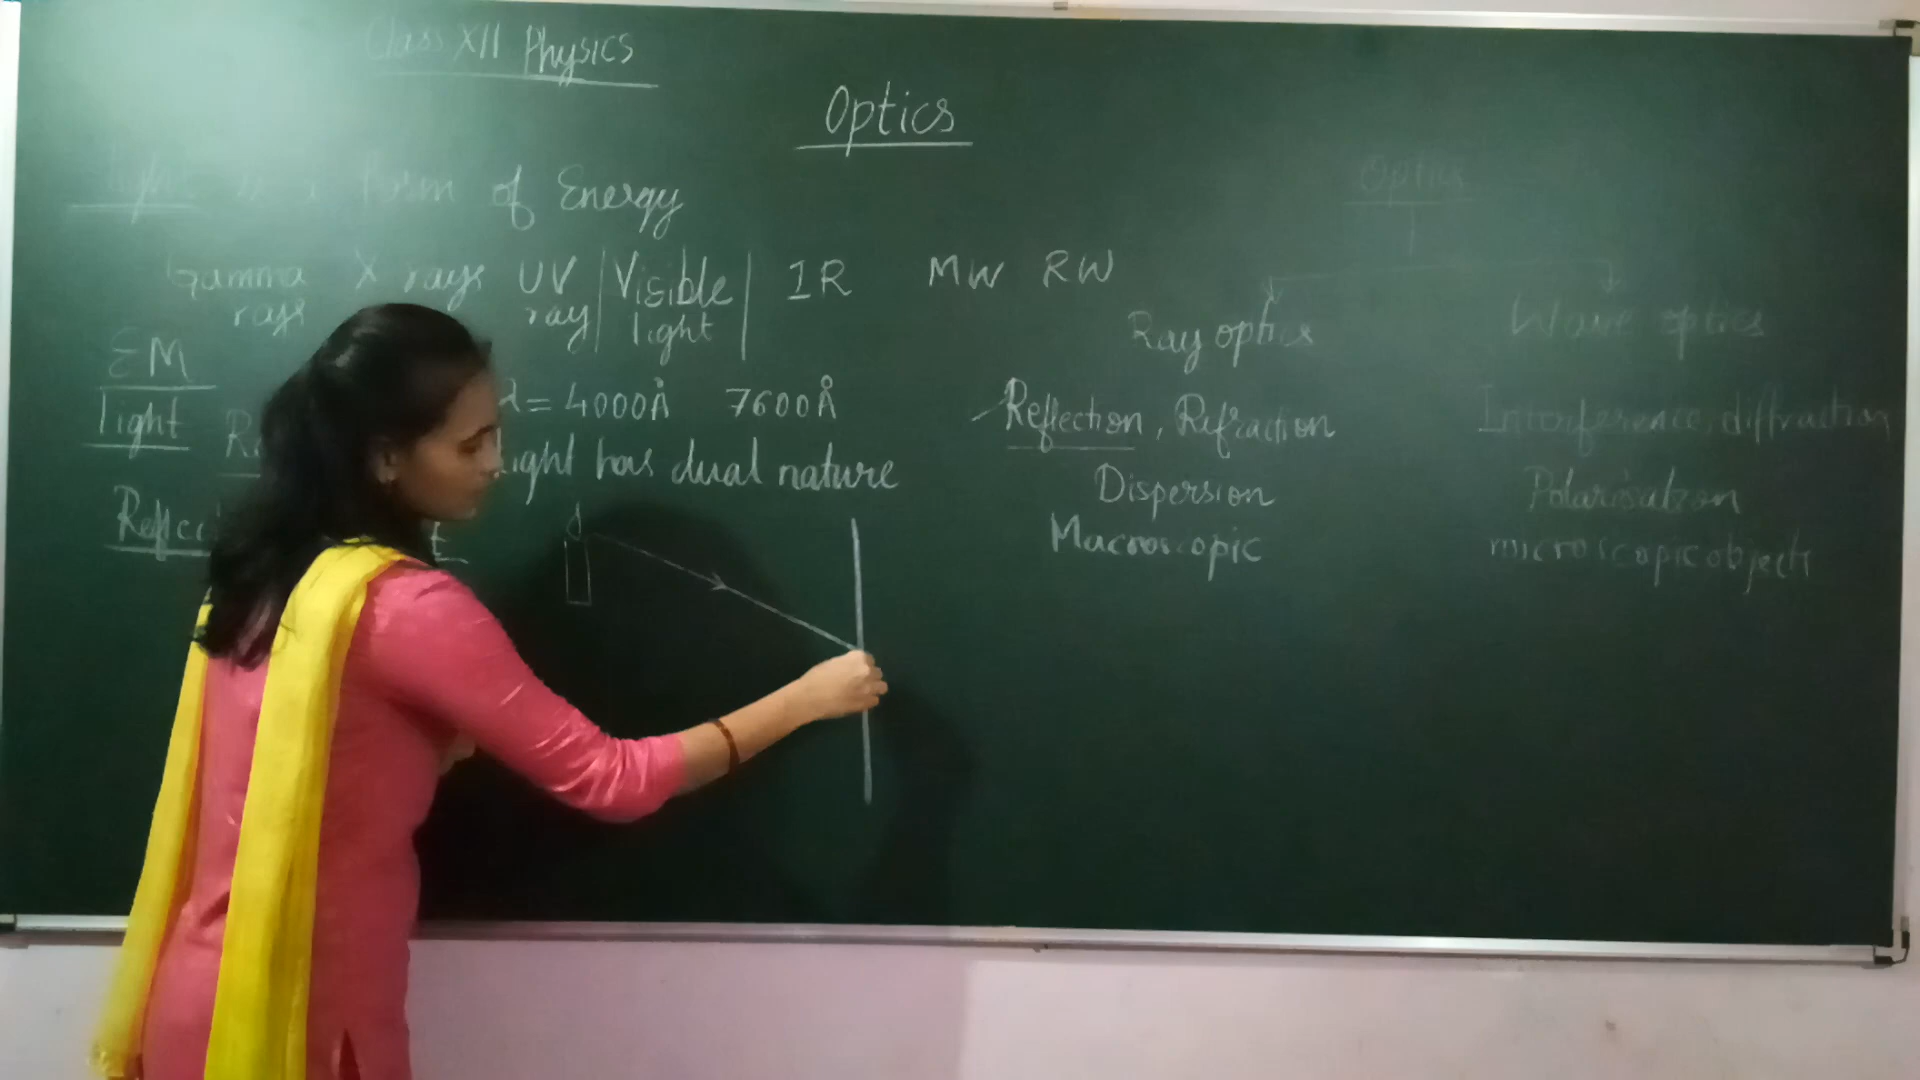 Class XII Physics
Optics
Light is a form of Energy
Gamma rays X rays UV ray Visible light IR MW RW
EM light
λ = 4000Å 7600Å
Light has dual nature
Optics
Ray optics Wave optics
Reflection, Refraction Interference, diffraction
Dispersion Polarisation
Macroscopic microscopic objects